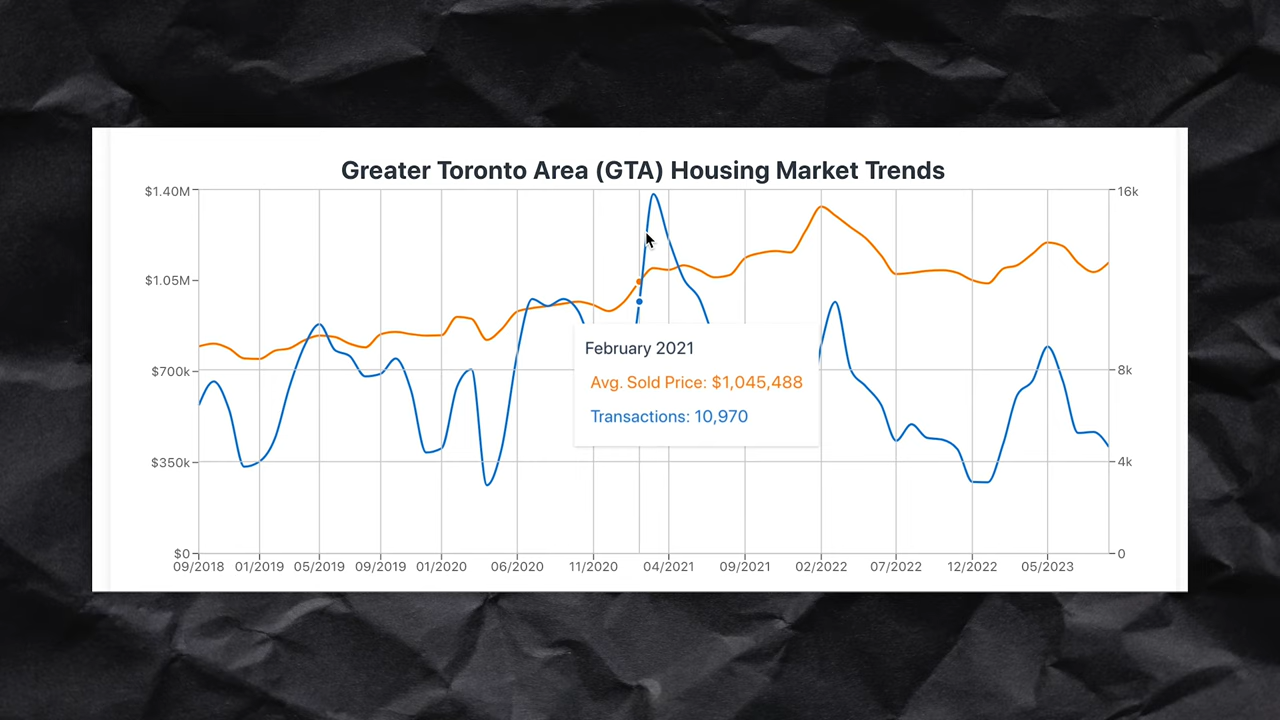 Greater Toronto Area (GTA) Housing Market Trends
$1.40M
16k
$1.05M
February 2021
$700k
8k
Avg. Sold Price: $1,045,488
Transactions: 10,970
$350k
4k
$0
0
09/2018 01/2019 05/2019 09/2019 01/2020 06/2020 11/2020 04/2021 09/2021 02/2022 07/2022 12/2022 05/2023